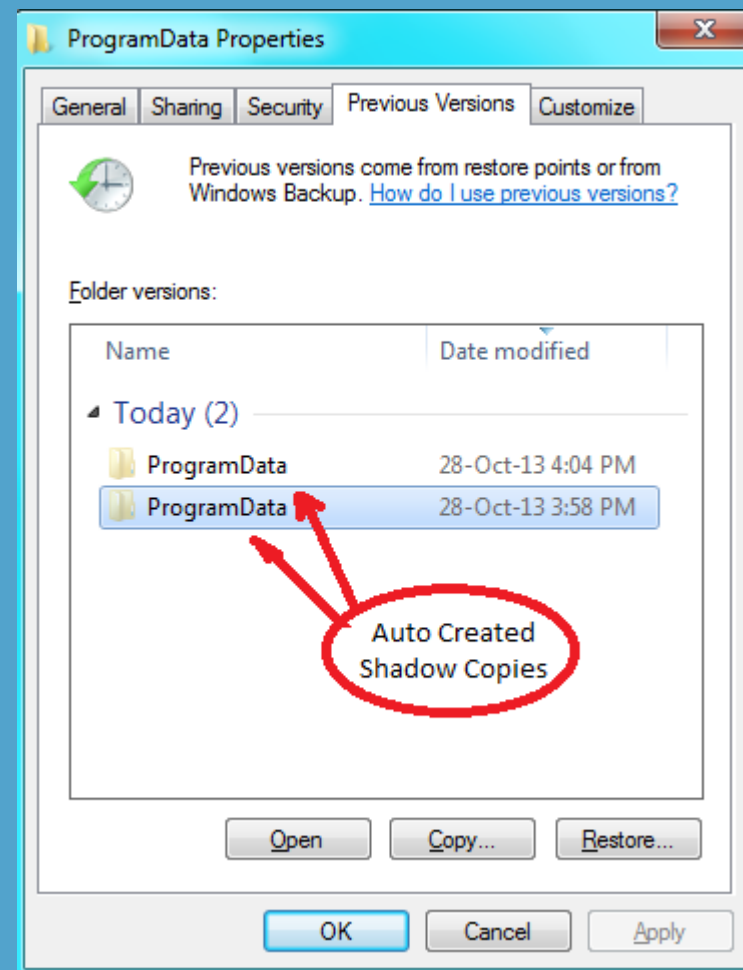 ProgramData Properties
General Sharing Security Previous Versions Customize
Previous versions come from restore points or from
Windows Backup. How do I use previous versions?
Folder versions:
Name Date modified
Today (2)
ProgramData 28-Oct-13 4:04 PM
ProgramData 28-Oct-13 3:58 PM
Auto Created
Shadow Copies
Open Copy... Restore...
OK Cancel Apply